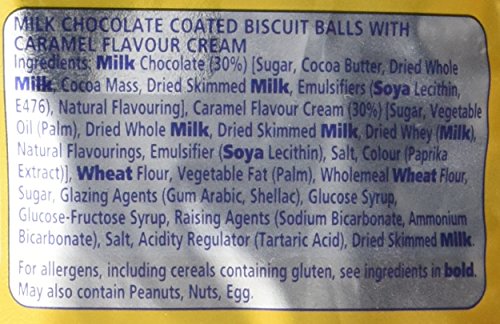 MILK CHOCOLATE COATED BISCUIT BALLS WITH
CARAMEL FLAVOUR CREAM
Ingredients: Milk Chocolate (30%) [Sugar, Cocoa Butter, Dried Whole
Milk, Cocoa Mass, Dried Skimmed Milk, Emulsifiers (Soya Lecithin,
E476), Natural Flavouring], Caramel Flavour Cream (30%) [Sugar, Vegetable
Oil (Palm), Dried Whole Milk, Dried Skimmed Milk, Dried Whey (Milk),
Natural Flavourings, Emulsifier (Soya Lecithin), Salt, Colour (Paprika
Extract)], Wheat Flour, Vegetable Fat (Palm), Wholemeal Wheat Flour,
Sugar, Glazing Agents (Gum Arabic, Shellac), Glucose Syrup,
Glucose-Fructose Syrup, Raising Agents (Sodium Bicarbonate, Ammonium
Bicarbonate), Salt, Acidity Regulator (Tartaric Acid), Dried Skimmed Milk.
For allergens, including cereals containing gluten, see ingredients in bold.
May also contain Peanuts, Nuts, Egg.